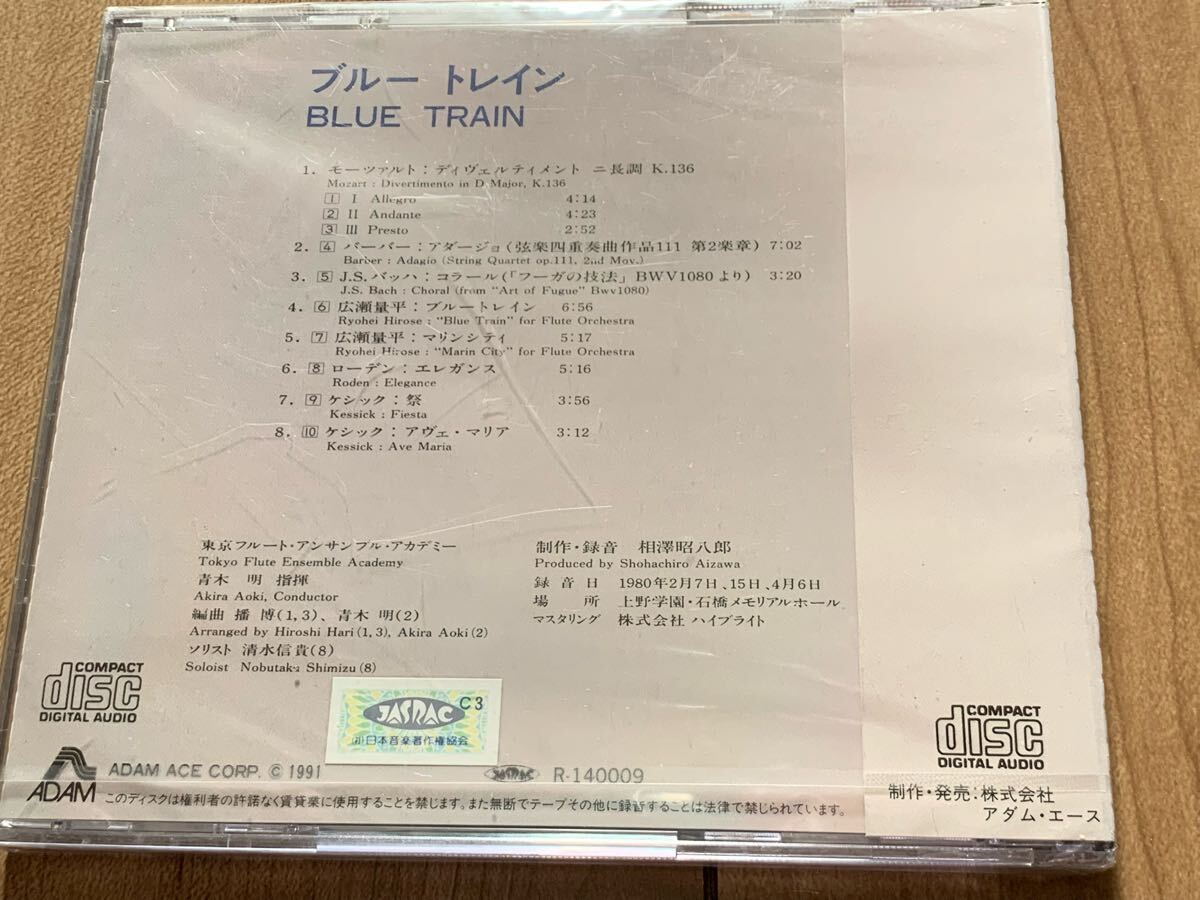 ブルー トレイン
BLUE TRAIN
1. モーツァルト：ディヴェルティメント ニ長調 K.136
Mozart : Divertimento in D Major, K.136
1 I Allegro 4:14
2 II Andante 4:23
3 III Presto 2:52
2. 4 バーバー：アダージョ（弦楽四重奏曲作品111 第2楽章）7:02
Barber : Adagio (String Quartet op.111, 2nd Mov.)
3. 5 J.S.バッハ：コラール（「フーガの技法」BWV1080より）3:20
J.S. Bach : Choral (from "Art of Fugue" Bwv1080)
4. 6 広瀬量平：ブルートレイン 6:56
Ryohei Hirose : "Blue Train" for Flute Orchestra
5. 7 広瀬量平：マリンシティ 5:17
Ryohei Hirose : "Marin City" for Flute Orchestra
6. 8 ローデン：エレガンス 5:16
Roden : Elegance
7. 9 ケシック：祭 3:56
Kessick : Fiesta
8. 10 ケシック：アヴェ・マリア 3:12
Kessick : Ave Maria
東京フルート・アンサンブル・アカデミー
Tokyo Flute Ensemble Academy
青木 明 指揮
Akira Aoki, Conductor
編曲 播 博(1,3)、青木 明(2)
Arranged by Hiroshi Hari(1,3), Akira Aoki(2)
ソリスト 清水信貴(8)
Soloist Nobutaka Shimizu(8)
制作・録音 相澤昭八郎
Produced by Shohachiro Aizawa
録音日 1980年2月7日、15日、4月6日
場所 上野学園・石橋メモリアルホール
マスタリング 株式会社 ハイブライト
COMPACT
disc
DIGITAL AUDIO
JASRAC C3
(社)日本音楽著作権協会
COMPACT
disc
DIGITAL AUDIO
ADAM
ADAM ACE CORP. © 1991
JASRAC R-140009
このディスクは権利者の許諾なく賃貸業に使用することを禁じます。また無断でテープその他に録音することは法律で禁じられています。
制作・発売：株式会社
アダム・エース